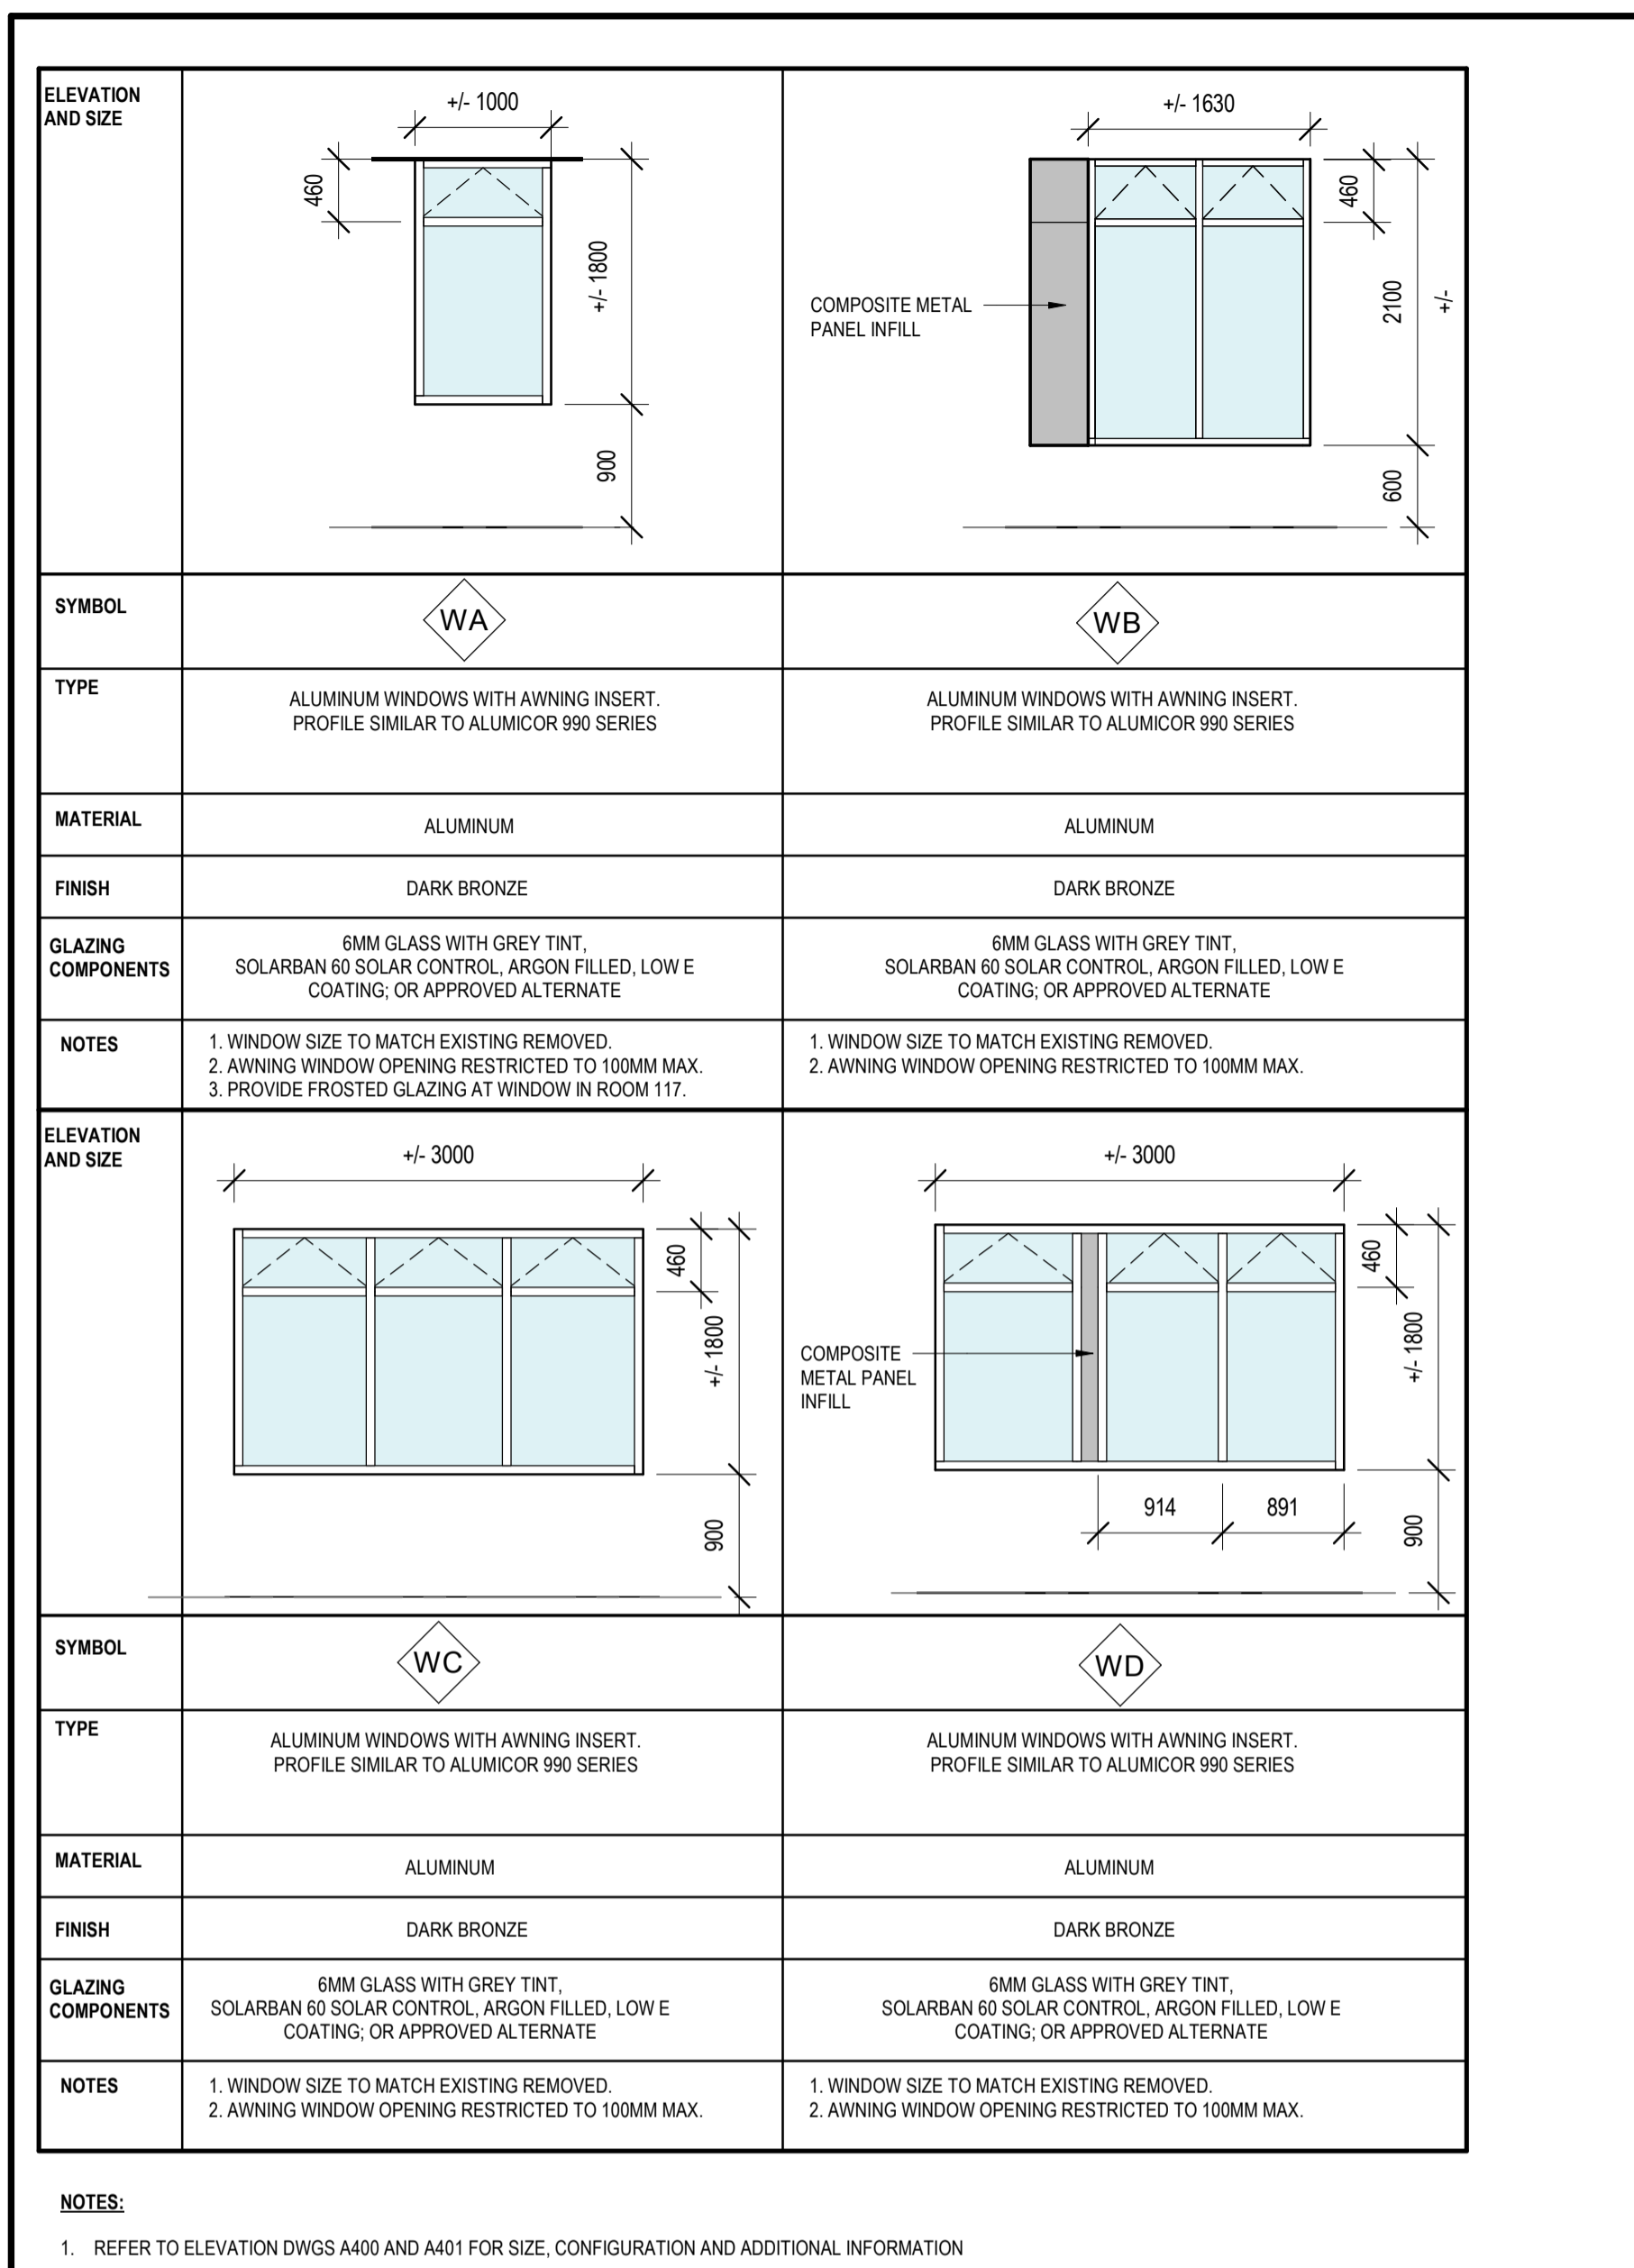 ELEVATION
AND SIZE
+/- 1000
460
+/- 1800
900
+/- 1630
460
2100
+/-
600
COMPOSITE METAL
PANEL INFILL
SYMBOL
WA
WB
TYPE
ALUMINUM WINDOWS WITH AWNING INSERT.
PROFILE SIMILAR TO ALUMICOR 990 SERIES
ALUMINUM WINDOWS WITH AWNING INSERT.
PROFILE SIMILAR TO ALUMICOR 990 SERIES
MATERIAL
ALUMINUM
ALUMINUM
FINISH
DARK BRONZE
DARK BRONZE
GLAZING
COMPONENTS
6MM GLASS WITH GREY TINT,
SOLARBAN 60 SOLAR CONTROL, ARGON FILLED, LOW E
COATING; OR APPROVED ALTERNATE
6MM GLASS WITH GREY TINT,
SOLARBAN 60 SOLAR CONTROL, ARGON FILLED, LOW E
COATING; OR APPROVED ALTERNATE
NOTES
1. WINDOW SIZE TO MATCH EXISTING REMOVED.
2. AWNING WINDOW OPENING RESTRICTED TO 100MM MAX.
3. PROVIDE FROSTED GLAZING AT WINDOW IN ROOM 117.
1. WINDOW SIZE TO MATCH EXISTING REMOVED.
2. AWNING WINDOW OPENING RESTRICTED TO 100MM MAX.
ELEVATION
AND SIZE
+/- 3000
460
+/- 1800
900
+/- 3000
460
+/- 1800
COMPOSITE
METAL PANEL
INFILL
914
891
900
SYMBOL
WC
WD
TYPE
ALUMINUM WINDOWS WITH AWNING INSERT.
PROFILE SIMILAR TO ALUMICOR 990 SERIES
ALUMINUM WINDOWS WITH AWNING INSERT.
PROFILE SIMILAR TO ALUMICOR 990 SERIES
MATERIAL
ALUMINUM
ALUMINUM
FINISH
DARK BRONZE
DARK BRONZE
GLAZING
COMPONENTS
6MM GLASS WITH GREY TINT,
SOLARBAN 60 SOLAR CONTROL, ARGON FILLED, LOW E
COATING; OR APPROVED ALTERNATE
6MM GLASS WITH GREY TINT,
SOLARBAN 60 SOLAR CONTROL, ARGON FILLED, LOW E
COATING; OR APPROVED ALTERNATE
NOTES
1. WINDOW SIZE TO MATCH EXISTING REMOVED.
2. AWNING WINDOW OPENING RESTRICTED TO 100MM MAX.
1. WINDOW SIZE TO MATCH EXISTING REMOVED.
2. AWNING WINDOW OPENING RESTRICTED TO 100MM MAX.
NOTES:
1. REFER TO ELEVATION DWGS A400 AND A401 FOR SIZE, CONFIGURATION AND ADDITIONAL INFORMATION